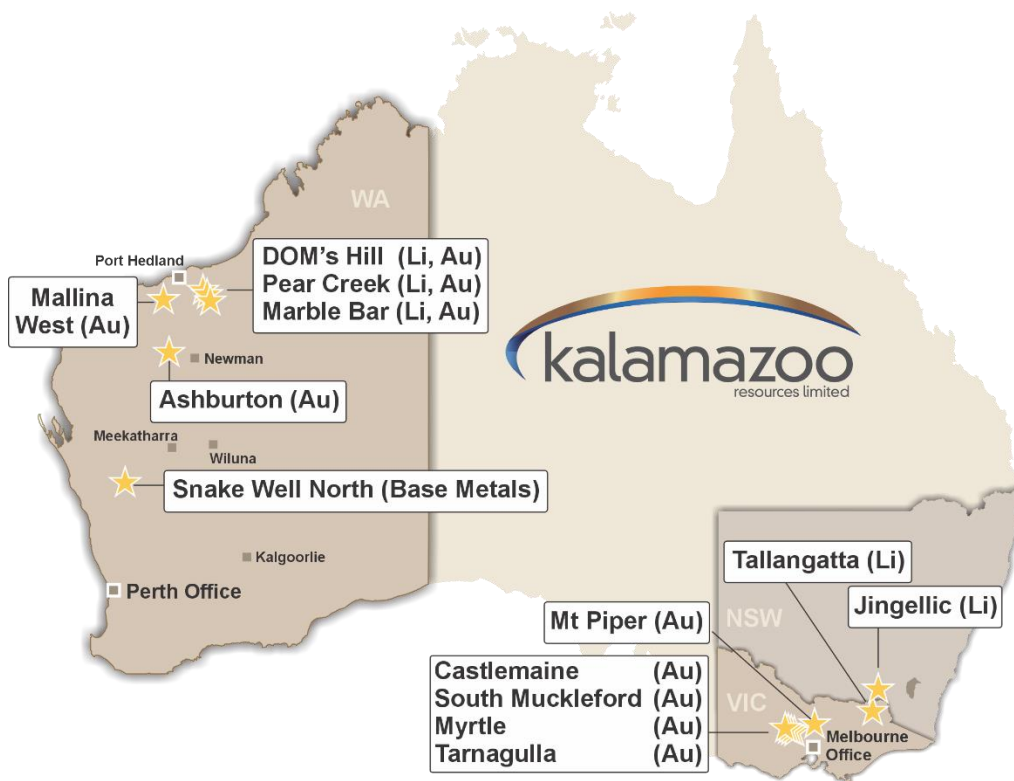 WA
Port Hedland
DOM's Hill (Li, Au)
Pear Creek (Li, Au)
Marble Bar (Li, Au)
Mallina
West (Au)
kalamazoo
resources limited
Newman
Ashburton (Au)
Meekatharra
Wiluna
Snake Well North (Base Metals)
Kalgoorlie
Perth Office
Tallangatta (Li)
Jingellic (Li)
NSW
Mt Piper (Au)
Castlemaine (Au)
South Muckleford (Au)
Myrtle (Au)
Tarnagulla (Au)
VIC
Melbourne
Office